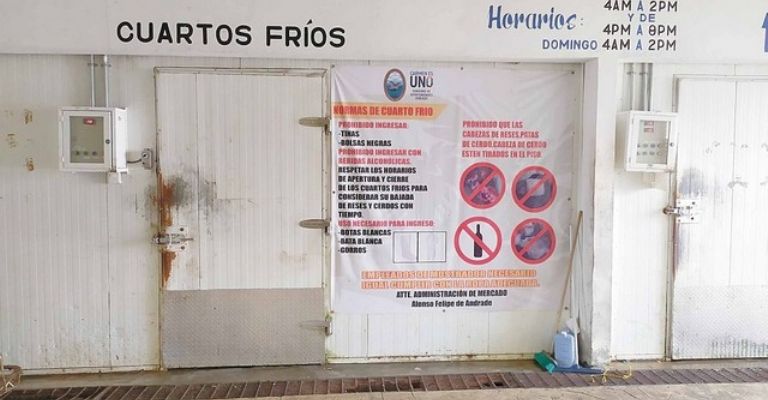 CUARTOS FRÍOS
Horarios:
4AM A 2PM
Y DE
4PM A 8PM
DOMINGO 4AM A 2PM
CARMEN ES
UNO
NORMAS DE CUARTO FRIO
PROHIBIDO INGRESAR:
-TINAS
-BOLSAS NEGRAS
PROHIBIDO INGRESAR CON
BEBIDAS ALCOHOLICAS.
RESPETAR LOS HORARIOS
DE APERTURA Y CIERRE
DE LOS CUARTOS FRIOS PARA
CONSIDERAR SU BAJADA
DE RESES Y CERDOS CON
TIEMPO.
USO NECESARIO PARA INGRESO:
-BOTAS BLANCAS
-BATA BLANCA
-GORROS
PROHIBIDO QUE LAS
CABEZAS DE RESES,PATAS
DE CERDO,CABEZA DE CERDO
ESTEN TIRADOS EN EL PISO.
EMPLEADOS DE MOSTRADOR NECESARIO
IGUAL CUMPLIR CON LA ROPA ADECUADA.
ATTE. ADMINISTRACIÓN DE MERCADO
Alonso Felipe de Andrade